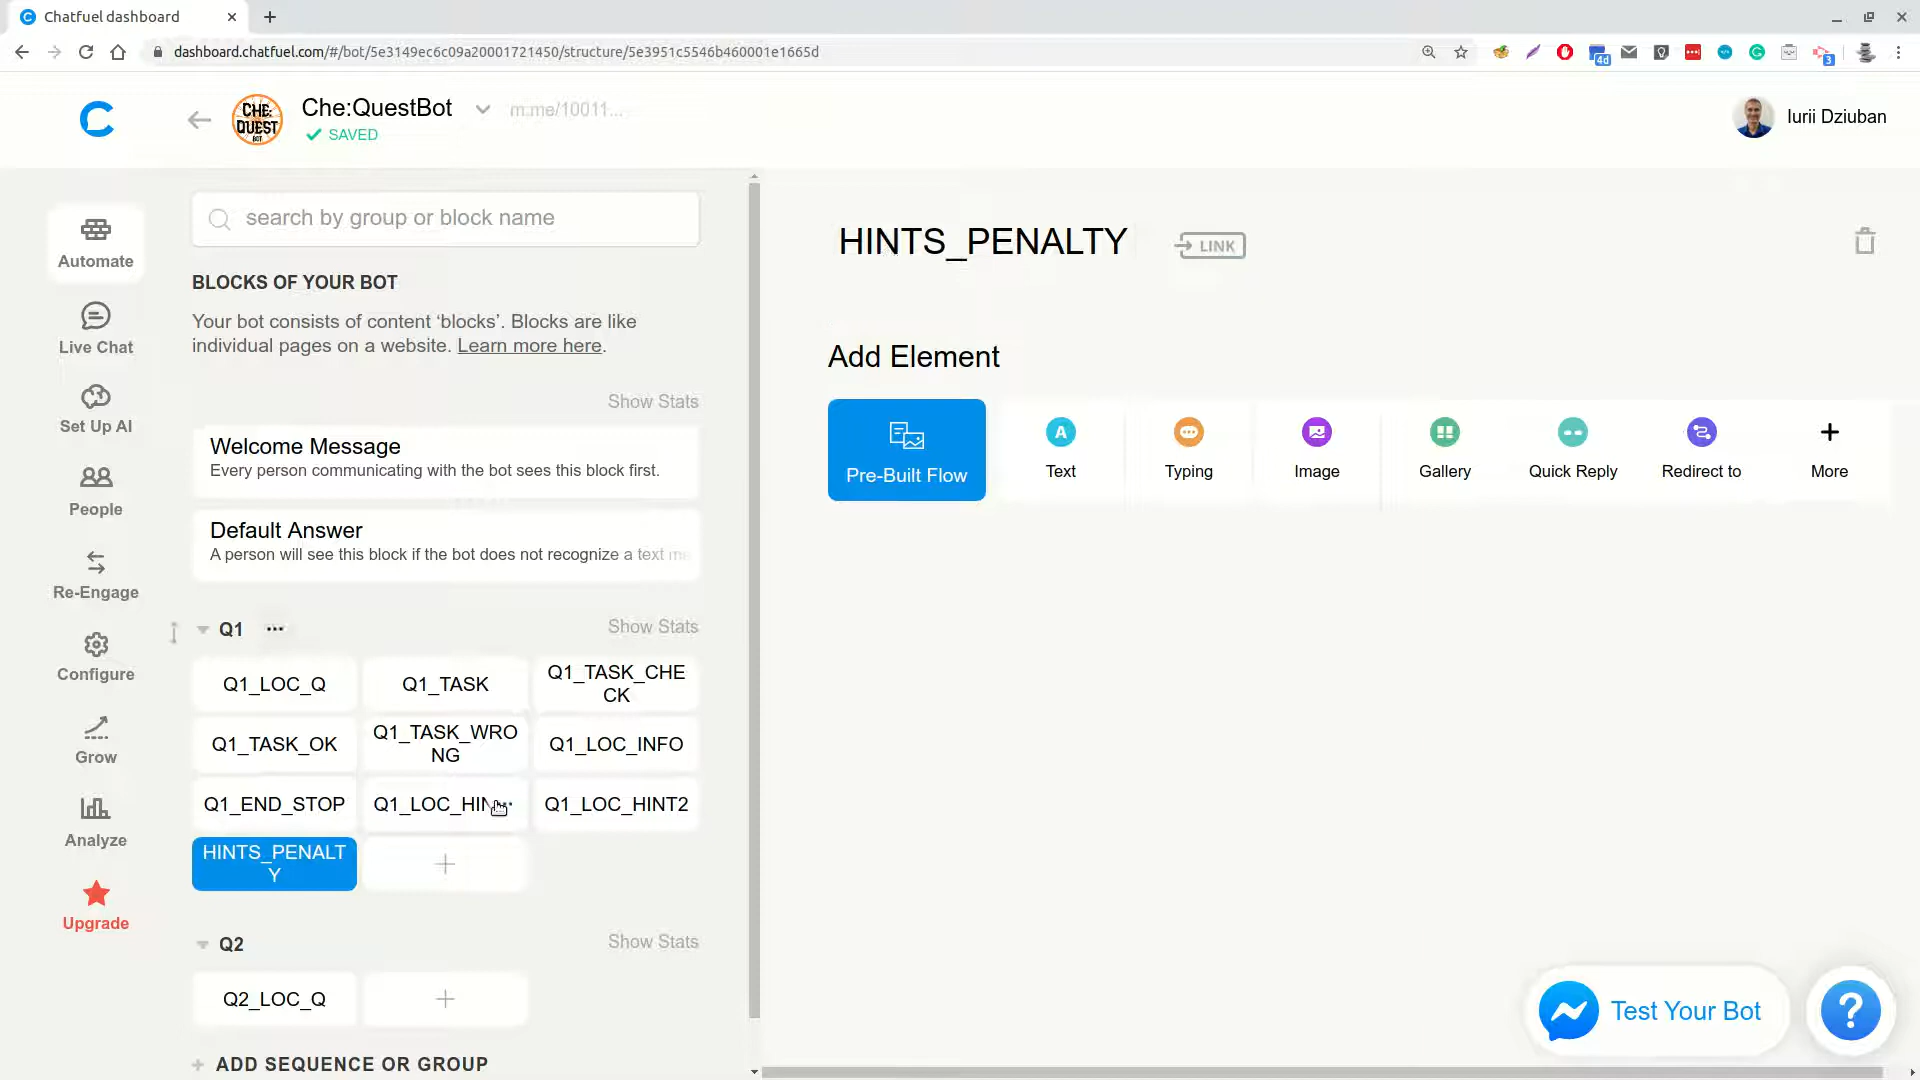 Chatfuel dashboard
dashboard.chatfuel.com/#/bot/5e3149ec6c09a20001721450/structure/5e3951c5546b460001e1665d
4d
3
CHE:
QUEST
BOT
Che:QuestBot
m.me/10011...
SAVED
Iurii Dziuban
Automate
Live Chat
Set Up AI
People
Re-Engage
Configure
Grow
Analyze
Upgrade
search by group or block name
BLOCKS OF YOUR BOT
Your bot consists of content ‘blocks’. Blocks are like
individual pages on a website. Learn more here.
Show Stats
Welcome Message
Every person communicating with the bot sees this block first.
Default Answer
A person will see this block if the bot does not recognize a text me
Q1 ...
Show Stats
Q1_LOC_Q
Q1_TASK
Q1_TASK_CHE
CK
Q1_TASK_OK
Q1_TASK_WRO
NG
Q1_LOC_INFO
Q1_END_STOP
Q1_LOC_HIN
Q1_LOC_HINT2
HINTS_PENALT
Y
Q2
Show Stats
Q2_LOC_Q
+ ADD SEQUENCE OR GROUP
HINTS_PENALTY
LINK
Add Element
Pre-Built Flow
A
Text
Typing
Image
Gallery
Quick Reply
Redirect to
More
Test Your Bot
?